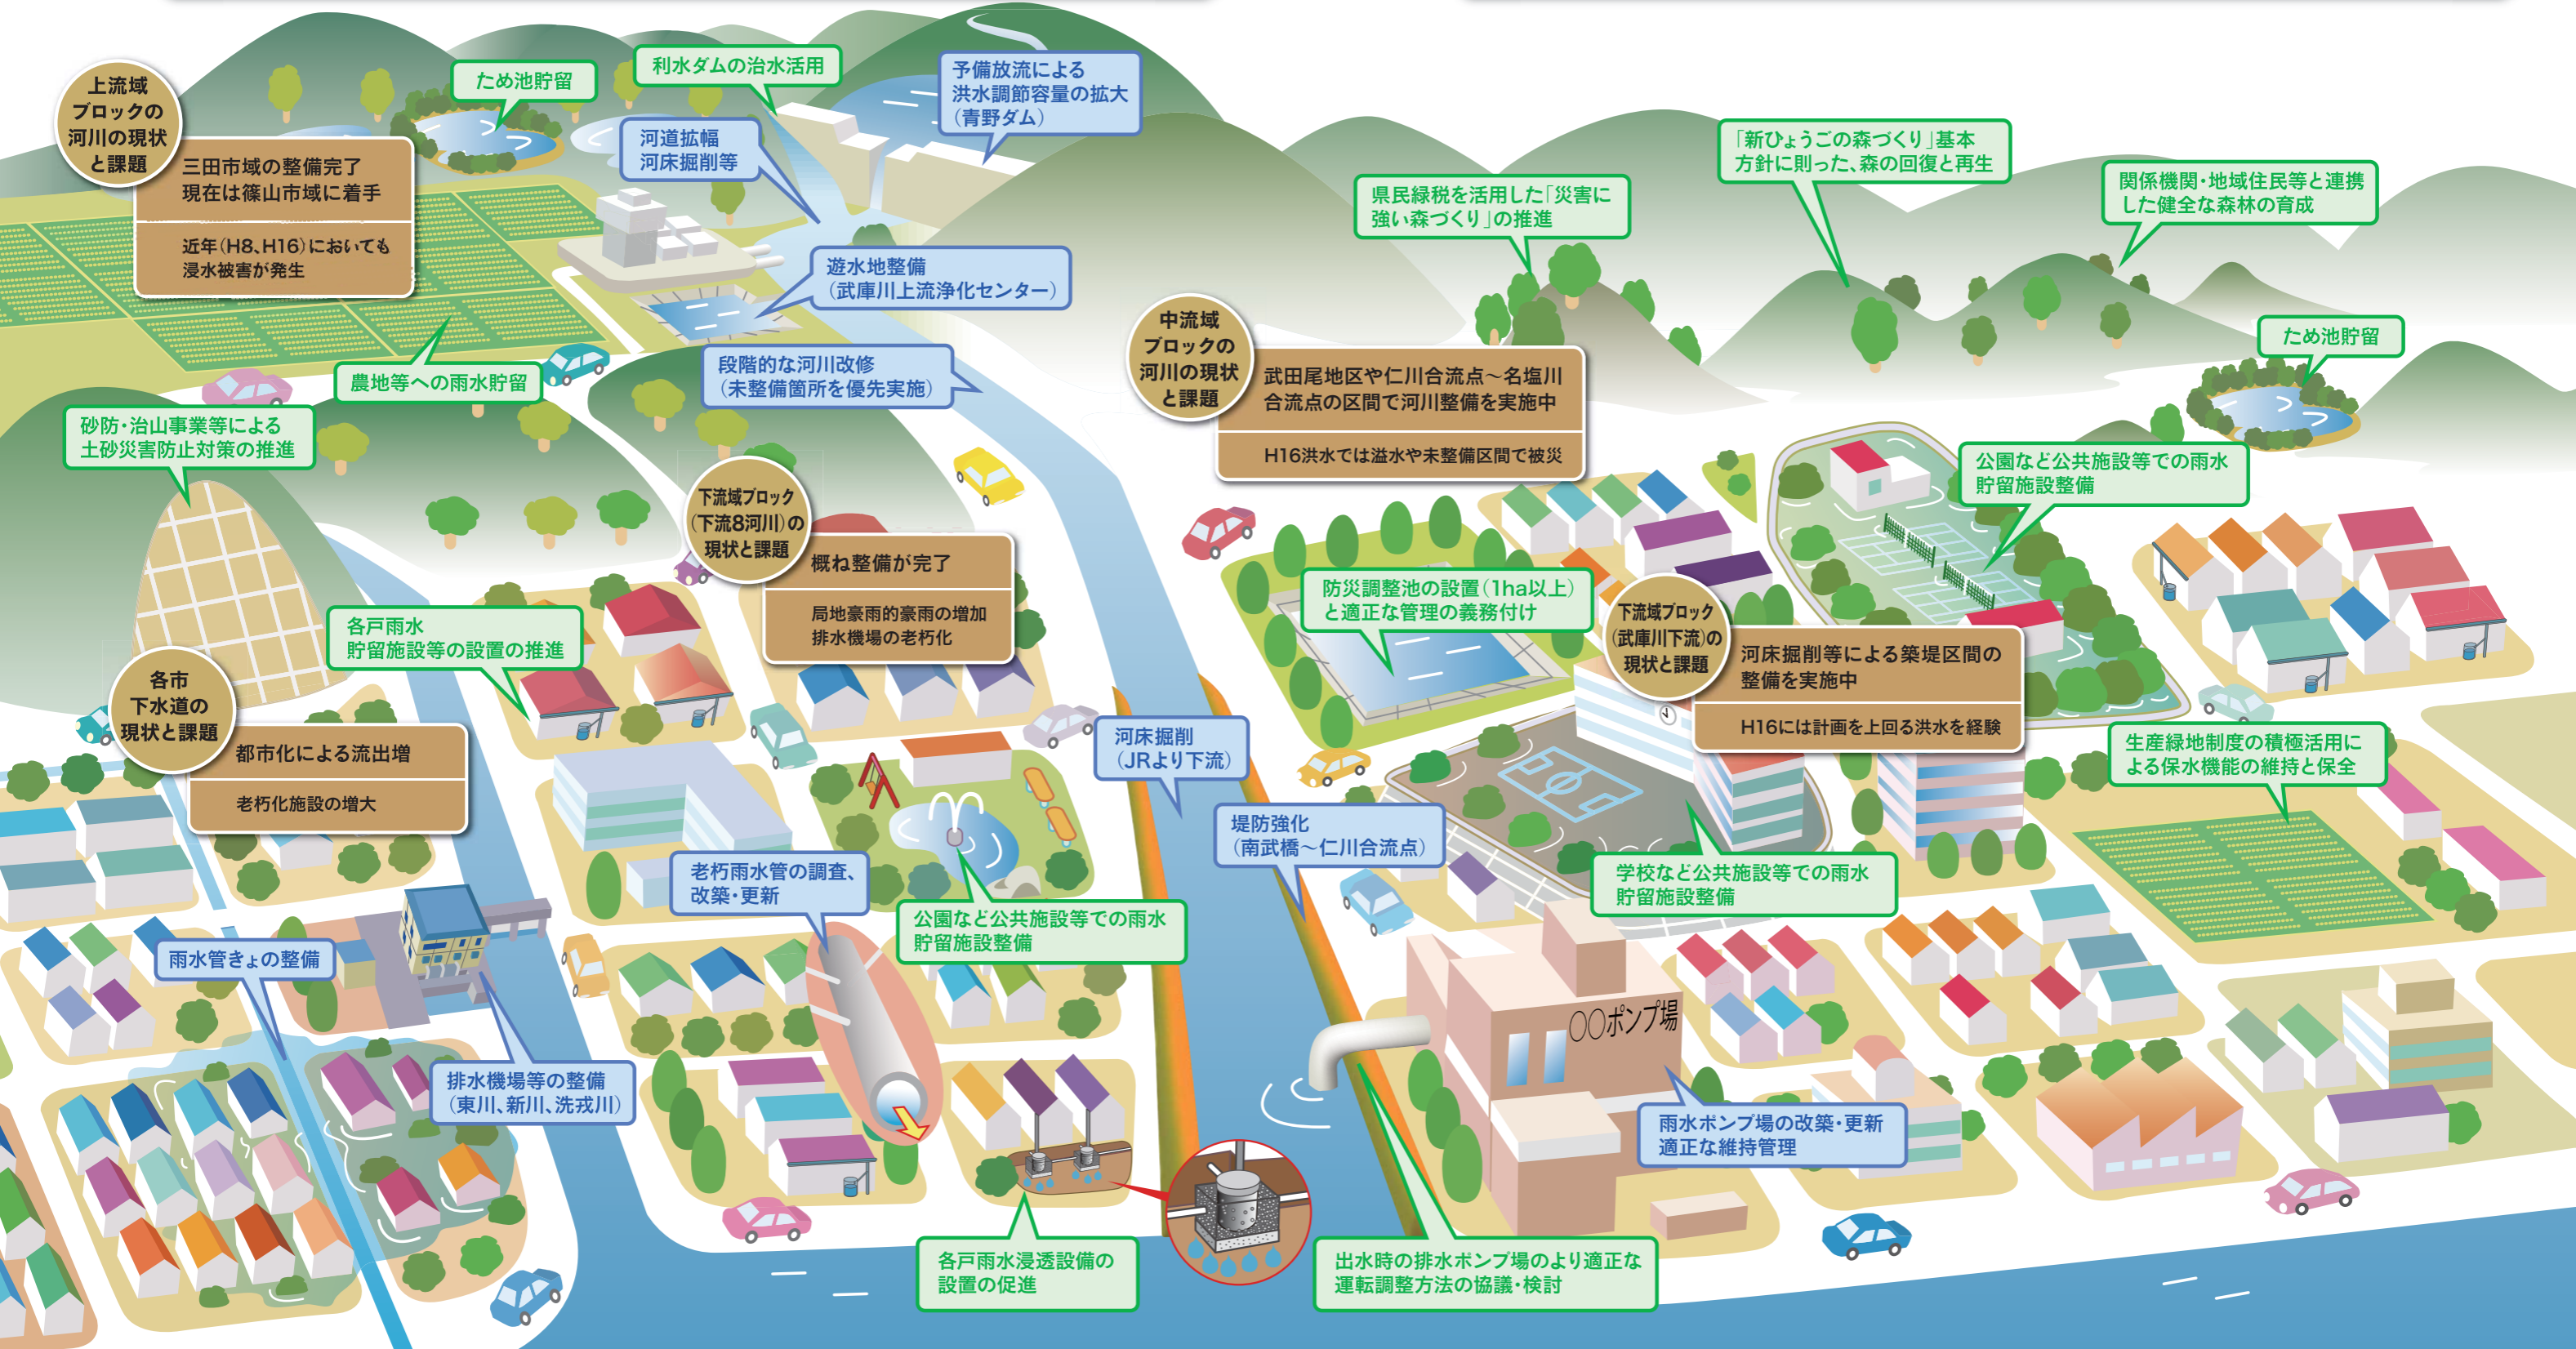 上流域
ブロックの
河川の現状
と課題
三田市域の整備完了
現在は篠山市域に着手
近年（H8、H16）においても
浸水被害が発生
ため池貯留
利水ダムの治水活用
予備放流による
洪水調節容量の拡大
（青野ダム）
河道拡幅
河床掘削等
遊水地整備
（武庫川上流浄化センター）
段階的な河川改修
（未整備箇所を優先実施）
農地等への雨水貯留
砂防・治山事業等による
土砂災害防止対策の推進
県民緑税を活用した「災害に
強い森づくり」の推進
「新ひょうごの森づくり」基本
方針に則った、森の回復と再生
関係機関・地域住民等と連携
した健全な森林の育成
ため池貯留
中流域
ブロックの
河川の現状
と課題
武田尾地区や仁川合流点～名塩川
合流点の区間で河川整備を実施中
H16洪水では溢水や未整備区間で被災
公園など公共施設等での雨水
貯留施設整備
下流域ブロック
（下流8河川）の
現状と課題
概ね整備が完了
局地豪雨的豪雨の増加
排水機場の老朽化
防災調整池の設置（1ha以上）
と適正な管理の義務付け
下流域ブロック
（武庫川下流）の
現状と課題
河床掘削等による築堤区間の
整備を実施中
H16には計画を上回る洪水を経験
各戸雨水
貯留施設等の設置の推進
各市
下水道の
現状と課題
都市化による流出増
老朽化施設の増大
河床掘削
（JRより下流）
堤防強化
（南武橋～仁川合流点）
生産緑地制度の積極活用に
よる保水機能の維持と保全
老朽雨水管の調査、
改築・更新
公園など公共施設等での雨水
貯留施設整備
学校など公共施設等での雨水
貯留施設整備
雨水管きょの整備
排水機場等の整備
（東川、新川、洗戎川）
〇〇ポンプ場
雨水ポンプ場の改築・更新
適正な維持管理
各戸雨水浸透設備の
設置の促進
出水時の排水ポンプ場のより適正な
運転調整方法の協議・検討